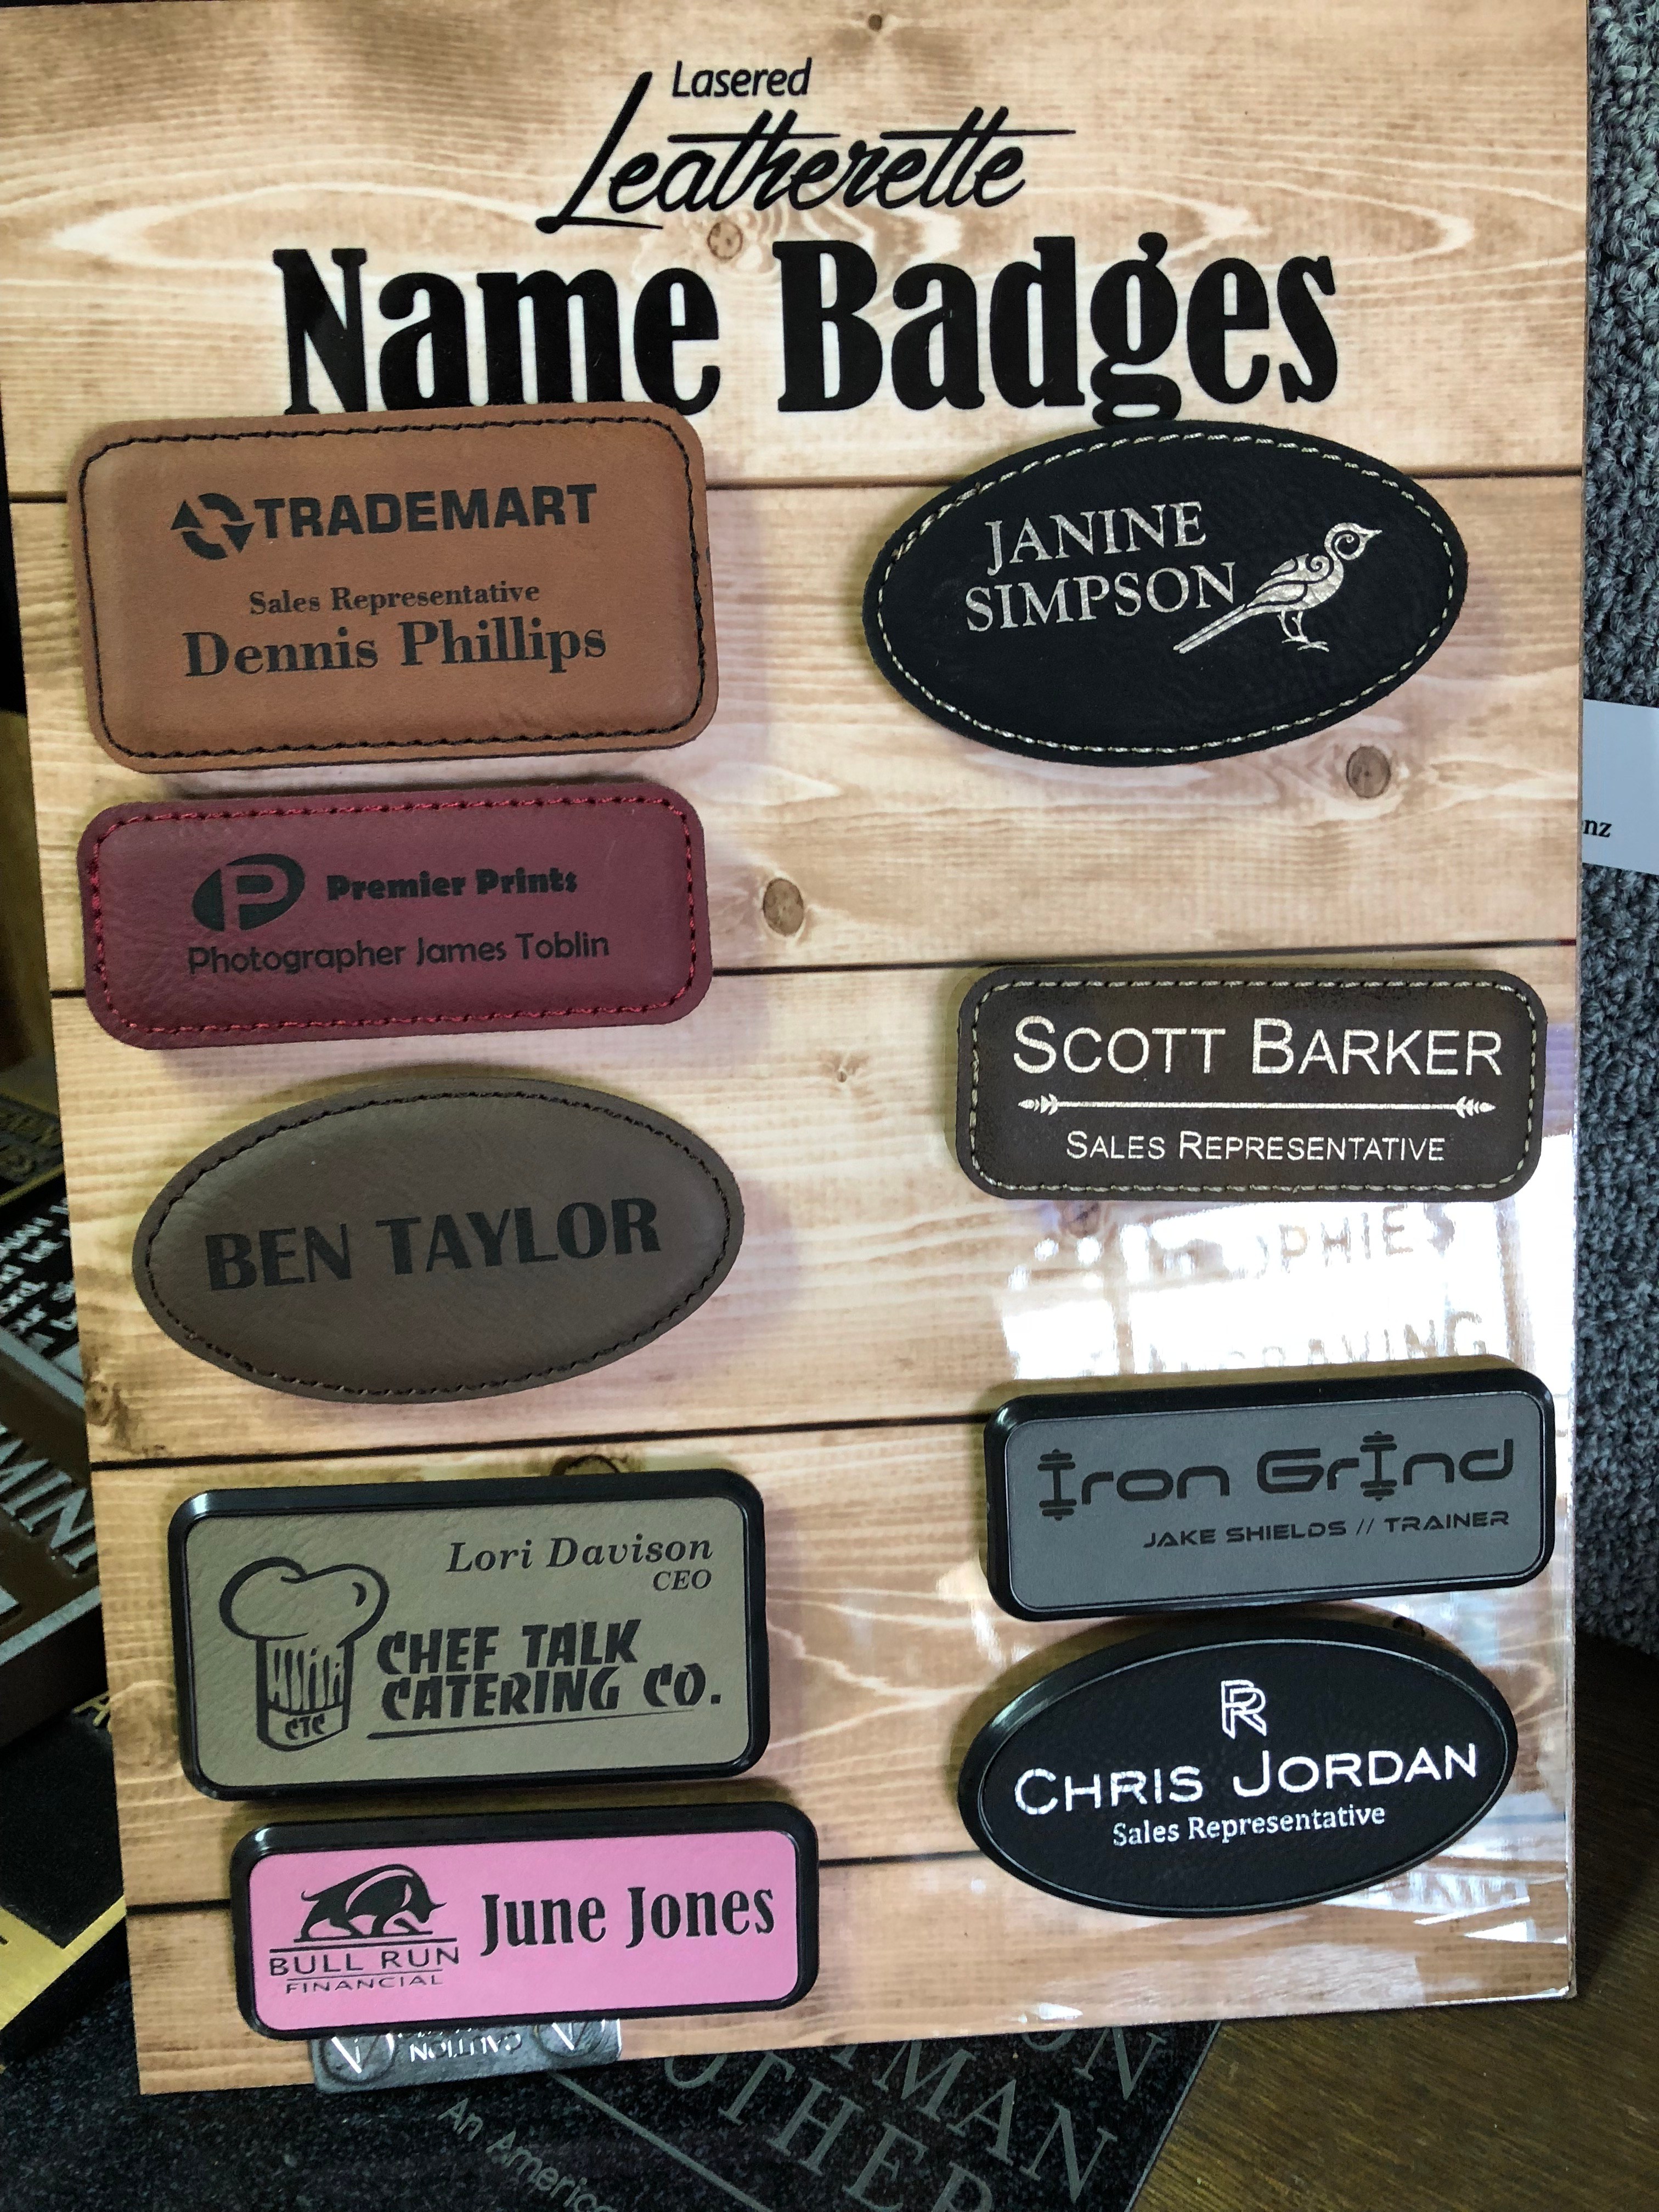 Lasered
Leatherette
Name Badges
TRADEMART
Sales Representative
Dennis Phillips
JANINE
SIMPSON
P Premier Prints
Photographer James Toblin
SCOTT BARKER
SALES REPRESENTATIVE
BEN TAYLOR
Iron GrInd
JAKE SHIELDS // TRAINER
Lori Davison
CEO
CHEF TALK
CATERING CO.
CTC
R
CHRIS JORDAN
Sales Representative
BULL RUN
FINANCIAL
June Jones
CAUTION
An